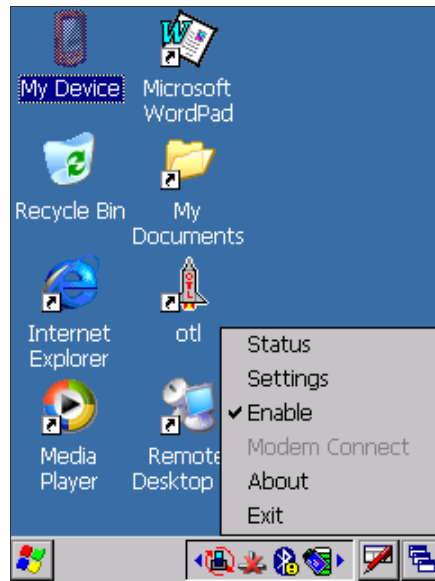 My Device
Microsoft
WordPad
Recycle Bin
My
Documents
Internet
Explorer
otl
Media
Player
Remote
Desktop
Status
Settings
Enable
Modem Connect
About
Exit